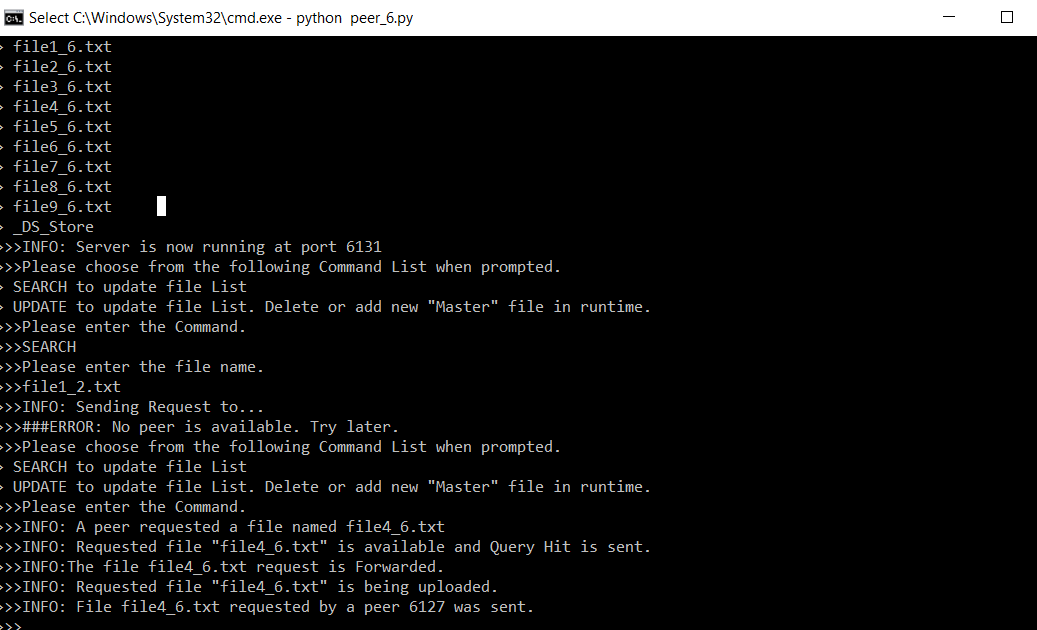 Select C:\Windows\System32\cmd.exe - python  peer_6.py
> file1_6.txt
> file2_6.txt
> file3_6.txt
> file4_6.txt
> file5_6.txt
> file6_6.txt
> file7_6.txt
> file8_6.txt
> file9_6.txt
> _DS_Store
>>>INFO: Server is now running at port 6131
>>>Please choose from the following Command List when prompted.
> SEARCH to update file List
> UPDATE to update file List. Delete or add new "Master" file in runtime.
>>>Please enter the Command.
>>>SEARCH
>>>Please enter the file name.
>>>file1_2.txt
>>>INFO: Sending Request to...
>>>###ERROR: No peer is available. Try later.
>>>Please choose from the following Command List when prompted.
> SEARCH to update file List
> UPDATE to update file List. Delete or add new "Master" file in runtime.
>>>Please enter the Command.
>>>INFO: A peer requested a file named file4_6.txt
>>>INFO: Requested file "file4_6.txt" is available and Query Hit is sent.
>>>INFO:The file file4_6.txt request is Forwarded.
>>>INFO: Requested file "file4_6.txt" is being uploaded.
>>>INFO: File file4_6.txt requested by a peer 6127 was sent.
>>>